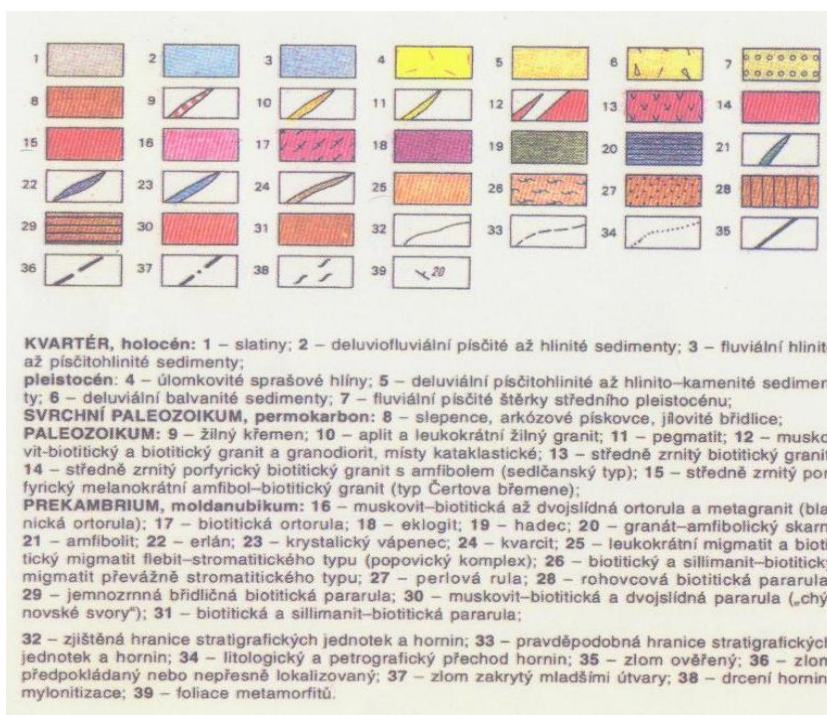 1 2 3 4 5 6 7
8 9 10 11 12 13 14
15 16 17 18 19 20 21
22 23 24 25 26 27 28
29 30 31 32 33 34 35
36 37 38 39 20
KVARTÉR, holocén: 1 – slatiny; 2 – deluviofluviální písčité až hlinité sedimenty; 3 – fluviální hlinit
až písčitohlinité sedimenty;
pleistocén: 4 – úlomkovité sprašové hlíny; 5 – deluviální písčitohlinité až hlinito–kamenité sedimen
ty; 6 – deluviální balvanité sedimenty; 7 – fluviální písčité štěrky středního pleistocénu;
SVRCHNÍ PALEOZOIKUM, permokarbon: 8 – slepence, arkózové pískovce, jílovité břidlice;
PALEOZOIKUM: 9 – žilný křemen; 10 – aplit a leukokrátní žilný granit; 11 – pegmatit; 12 – musko
vit-biotitický a biotitický granit a granodiorit, místy kataklastické; 13 – středně zrnitý biotitický granit
14 – středně zrnitý porfyrický biotitický granit s amfibolem (sedlčanský typ); 15 – středně zrnitý por
fyrický melanokrátní amfibol–biotitický granit (typ Čertova břemene);
PREKAMBRIUM, moldanubikum: 16 – muskovit–biotitická až dvojslídná ortorula a metagranit (bla
nická ortorula); 17 – biotitická ortorula; 18 – eklogit; 19 – hadec; 20 – granát–amfibolický skarn
21 – amfibolit; 22 – erlán; 23 – krystalický vápenec; 24 – kvarcit; 25 – leukokrátní migmatit a bioti
tický migmatit flebit–stromatitického typu (popovický komplex); 26 – biotitický a sillimanit–biotitický
migmatit převážně stromatitického typu; 27 – perlová rula; 28 – rohovcová biotitická pararula
29 – jemnozrnná břidličná biotitická pararula; 30 – muskovit–biotitická a dvojslídná pararula („chý
novské svory“); 31 – biotitická a sillimanit–biotitická pararula;
32 – zjištěná hranice stratigrafických jednotek a hornin; 33 – pravděpodobná hranice stratigrafickýc
jednotek a hornin; 34 – litologický a petrografický přechod hornin; 35 – zlom ověřený; 36 – zlom
předpokládaný nebo nepřesně lokalizovaný; 37 – zlom zakrytý mladšími útvary; 38 – drcení hornin
mylonitizace; 39 – foliace metamorfitů.